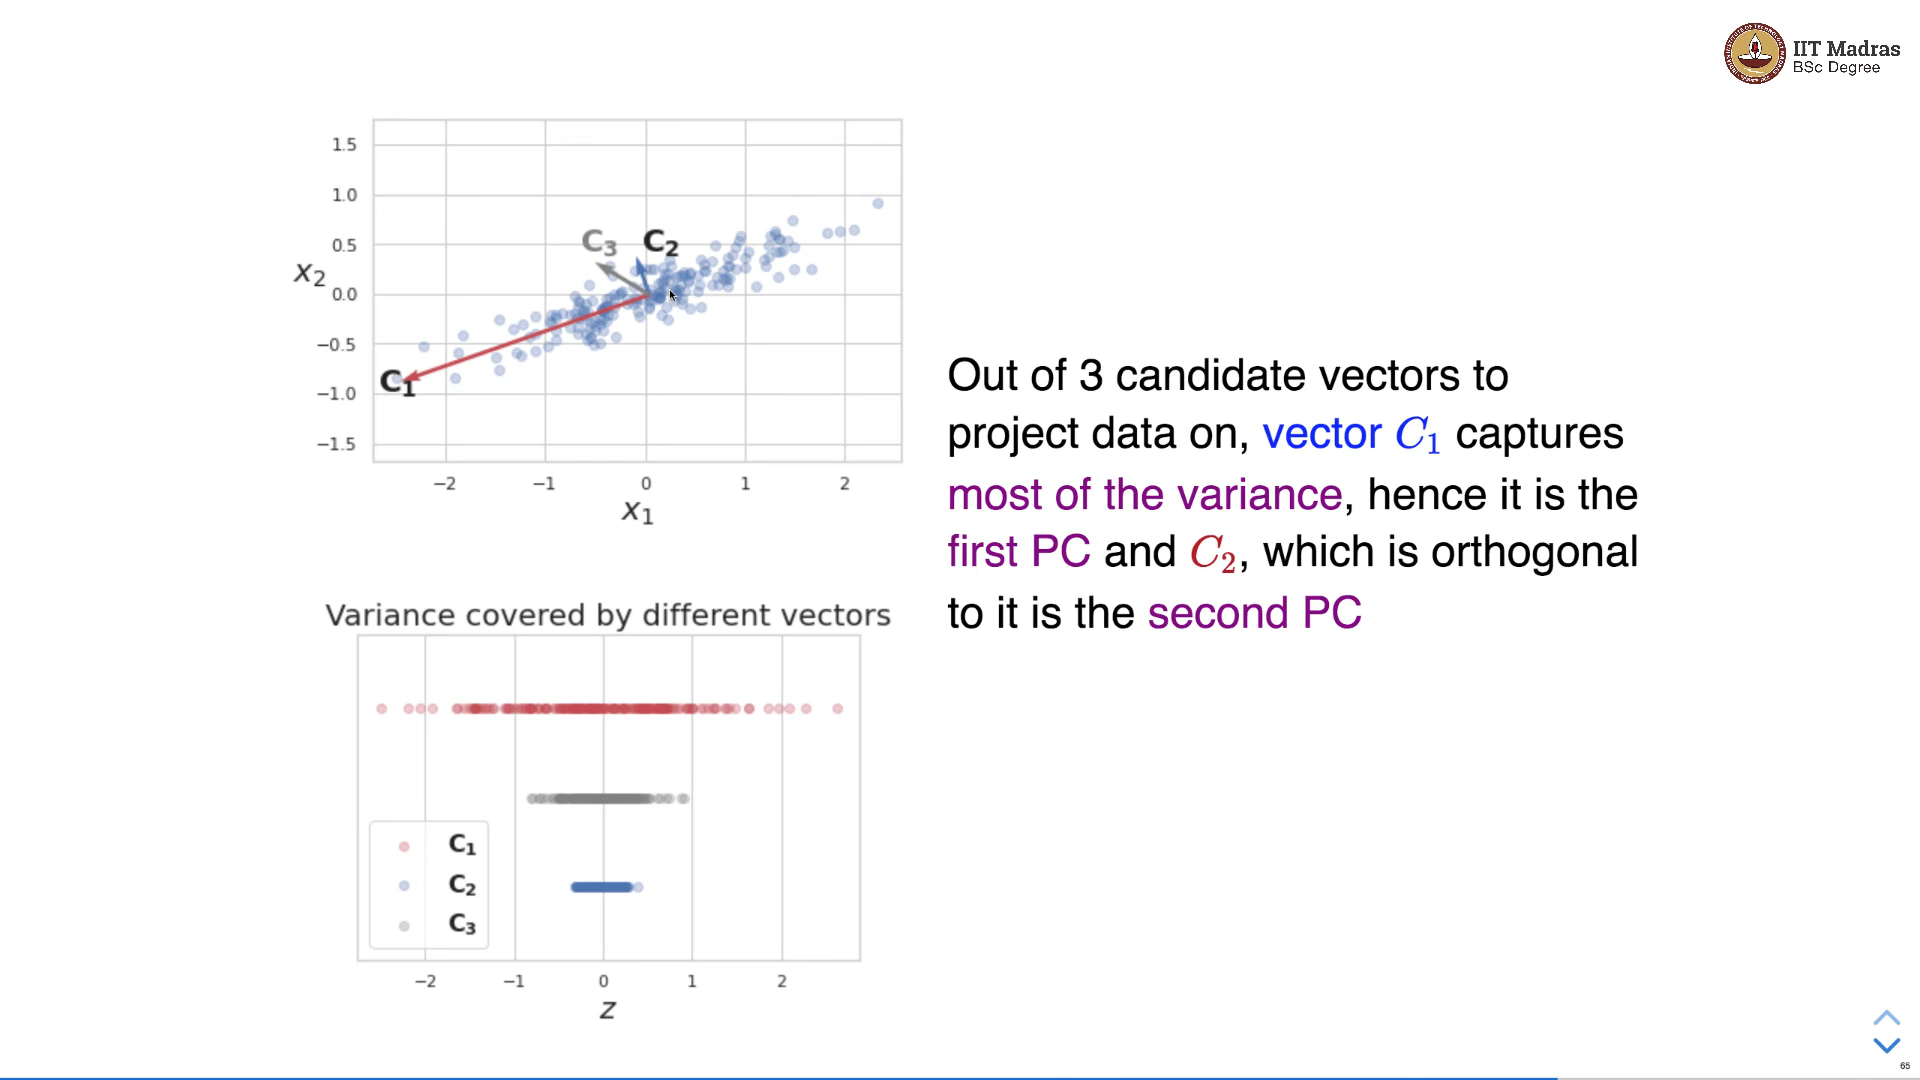 IIT Madras
BSc Degree
1.5
1.0
0.5
0.0
−0.5
−1.0
−1.5
x₂
C₃
C₂
C₁
−2
−1
0
1
2
x₁
Out of 3 candidate vectors to
project data on, vector C₁ captures
most of the variance, hence it is the
first PC and C₂, which is orthogonal
to it is the second PC
Variance covered by different vectors
C₁
C₂
C₃
−2
−1
0
1
2
z
65